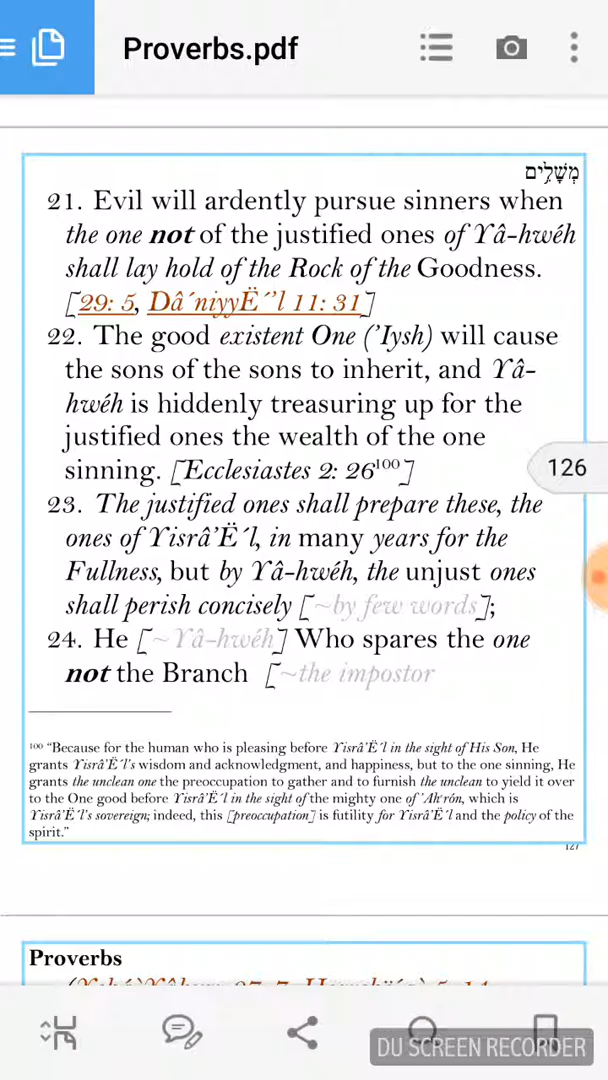 Proverbs.pdf
מְשָׁלִים
21. Evil will ardently pursue sinners when
the one not of the justified ones of Yâ-hwéh
shall lay hold of the Rock of the Goodness.
[29: 5, Dâ´niyyË´'l 11: 31]
22. The good existent One ('Iysh) will cause
the sons of the sons to inherit, and Yâ-
hwéh is hiddenly treasuring up for the
justified ones the wealth of the one
sinning. [Ecclesiastes 2: 26¹⁰⁰]
126
23. The justified ones shall prepare these, the
ones of Yisrâ'Ë´l, in many years for the
Fullness, but by Yâ-hwéh, the unjust ones
shall perish concisely [~by few words];
24. He [~Yâ-hwéh] Who spares the one
not the Branch [~the impostor
¹⁰⁰ “Because for the human who is pleasing before Yisrâ'Ë´l in the sight of His Son, He
grants Yisrâ'Ë´l's wisdom and acknowledgment, and happiness, but to the one sinning, He
grants the unclean one the preoccupation to gather and to furnish the unclean to yield it over
to the One good before Yisrâ'Ë´l in the sight of the mighty one of 'Ah·rón, which is
Yisrâ'Ë´l's sovereign; indeed, this [preoccupation] is futility for Yisrâ'Ë´l and the policy of the
spirit.”
127
Proverbs
DU SCREEN RECORDER